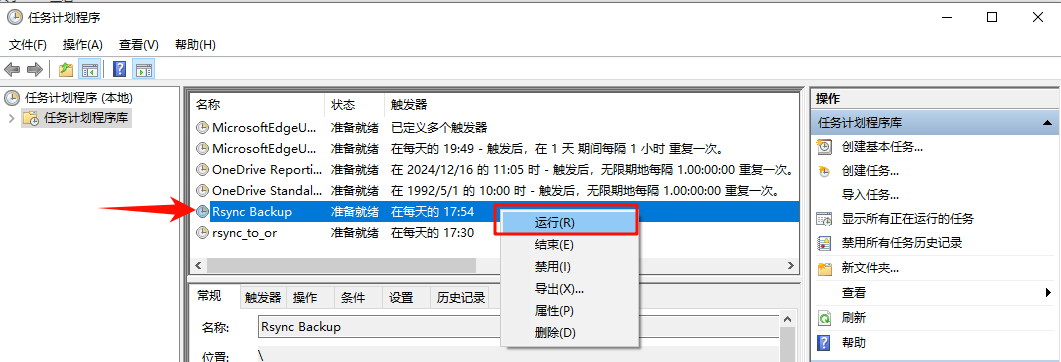 任务计划程序
文件(F) 操作(A) 查看(V) 帮助(H)
任务计划程序 (本地)
任务计划程序库
名称 状态 触发器
MicrosoftEdgeU... 准备就绪 已定义多个触发器
MicrosoftEdgeU... 准备就绪 在每天的 19:49 - 触发后，在 1 天 期间每隔 1 小时 重复一次。
OneDrive Reporti... 准备就绪 在 2024/12/16 的 11:05 时 - 触发后，无限期地每隔 1.00:00:00 重复一次。
OneDrive Standal... 准备就绪 在 1992/5/1 的 10:00 时 - 触发后，无限期地每隔 1.00:00:00 重复一次。
Rsync Backup 准备就绪 在每天的 17:54
rsync_to_or 准备就绪 在每天的 17:30
运行(R)
结束(E)
禁用(I)
导出(X)...
属性(P)
删除(D)
常规 触发器 操作 条件 设置 历史记录
名称: Rsync Backup
位置: \
操作
任务计划程序库
创建基本任务...
创建任务...
导入任务...
显示所有正在运行的任务
禁用所有任务历史记录
新文件夹...
查看
刷新
帮助